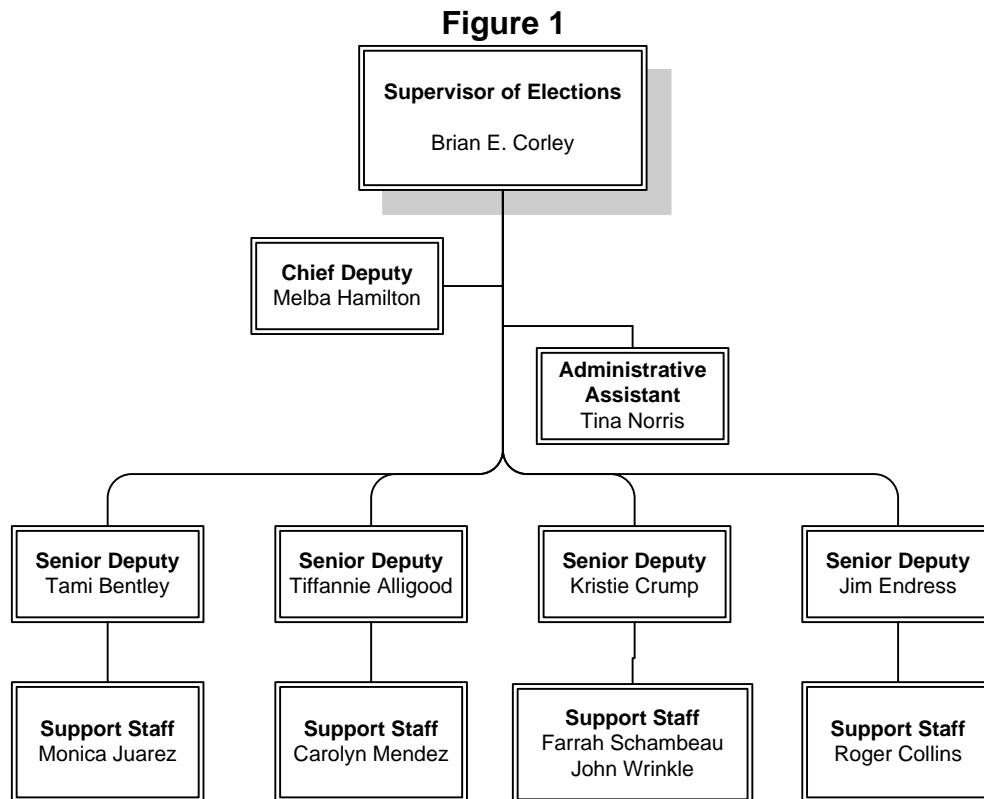 Figure 1
Supervisor of Elections
Brian E. Corley
Chief Deputy
Melba Hamilton
Administrative
Assistant
Tina Norris
Senior Deputy
Tami Bentley
Senior Deputy
Tiffannie Alligood
Senior Deputy
Kristie Crump
Senior Deputy
Jim Endress
Support Staff
Monica Juarez
Support Staff
Carolyn Mendez
Support Staff
Farrah Schambeau
John Wrinkle
Support Staff
Roger Collins